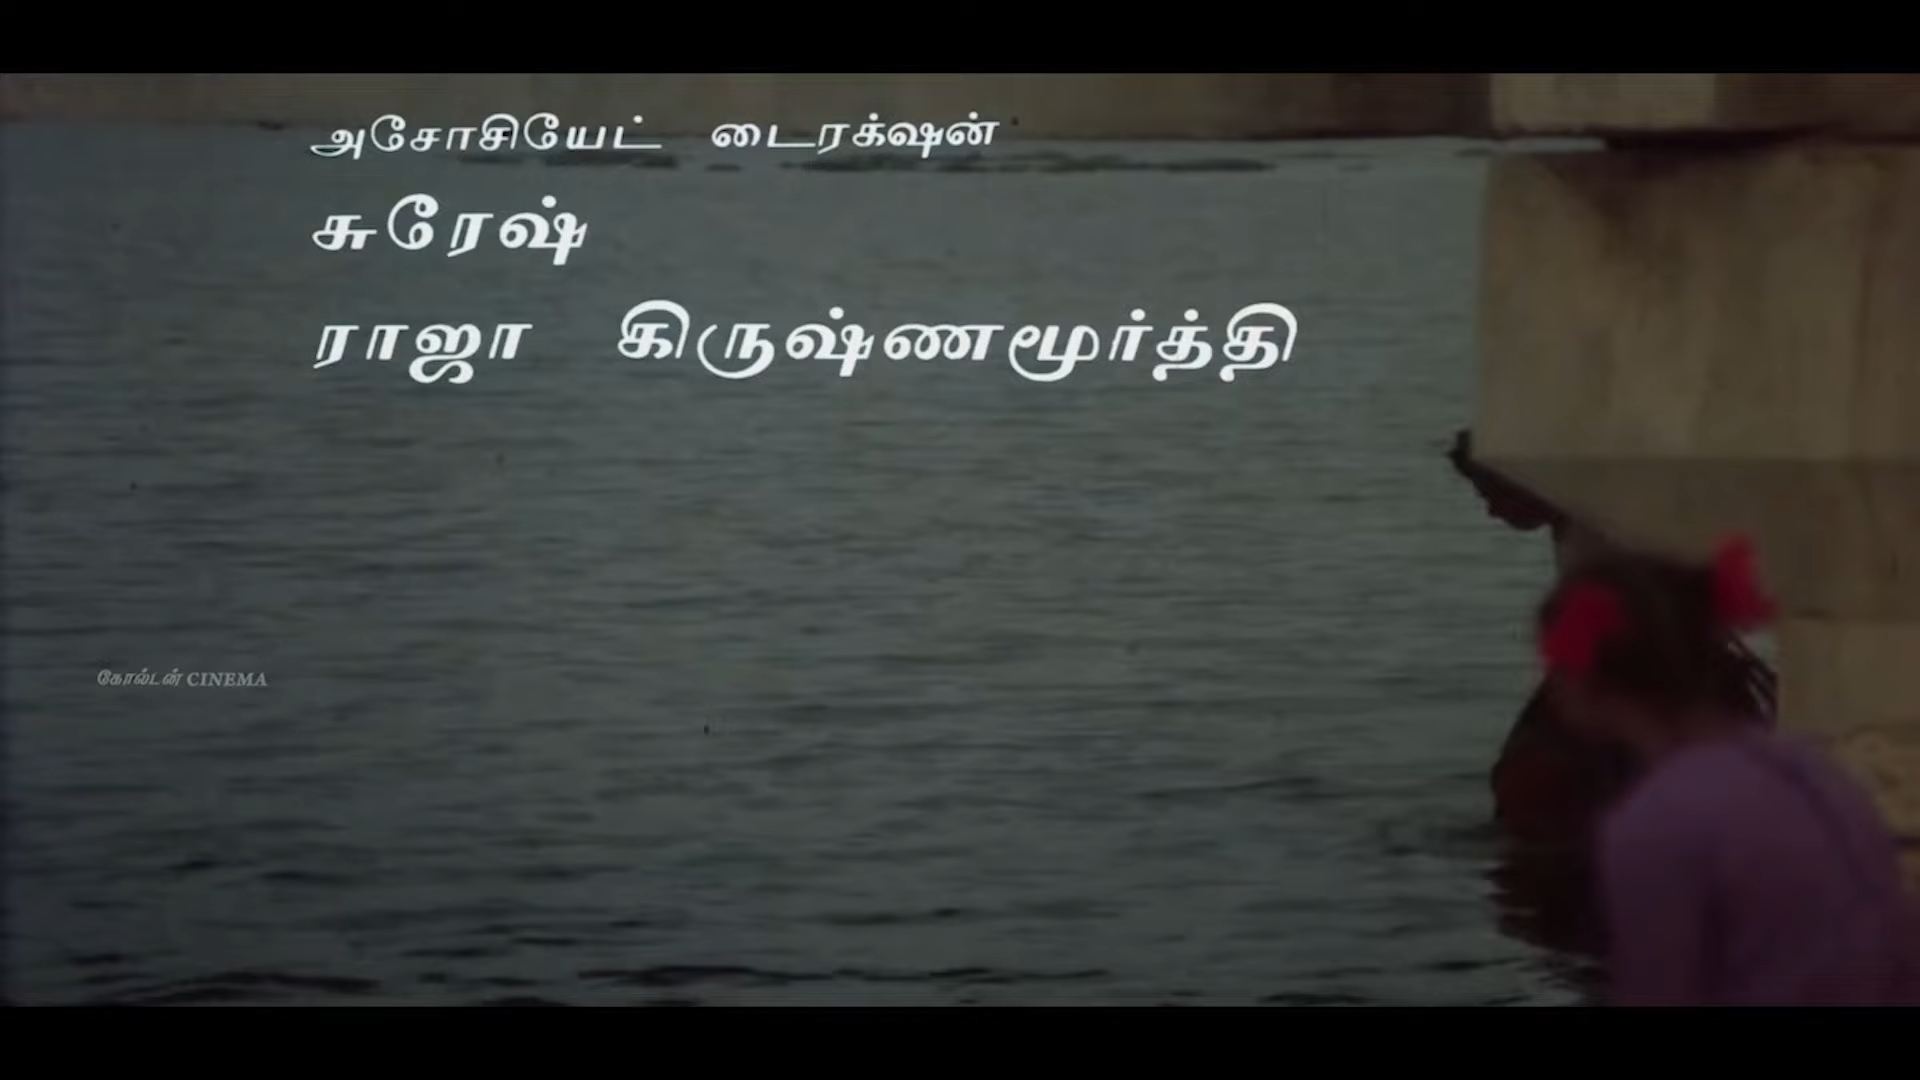 அசோசியேட் டைரக்‌ஷன்
சுரேஷ்
ராஜா கிருஷ்ணமூர்த்தி
கோல்டன் CINEMA